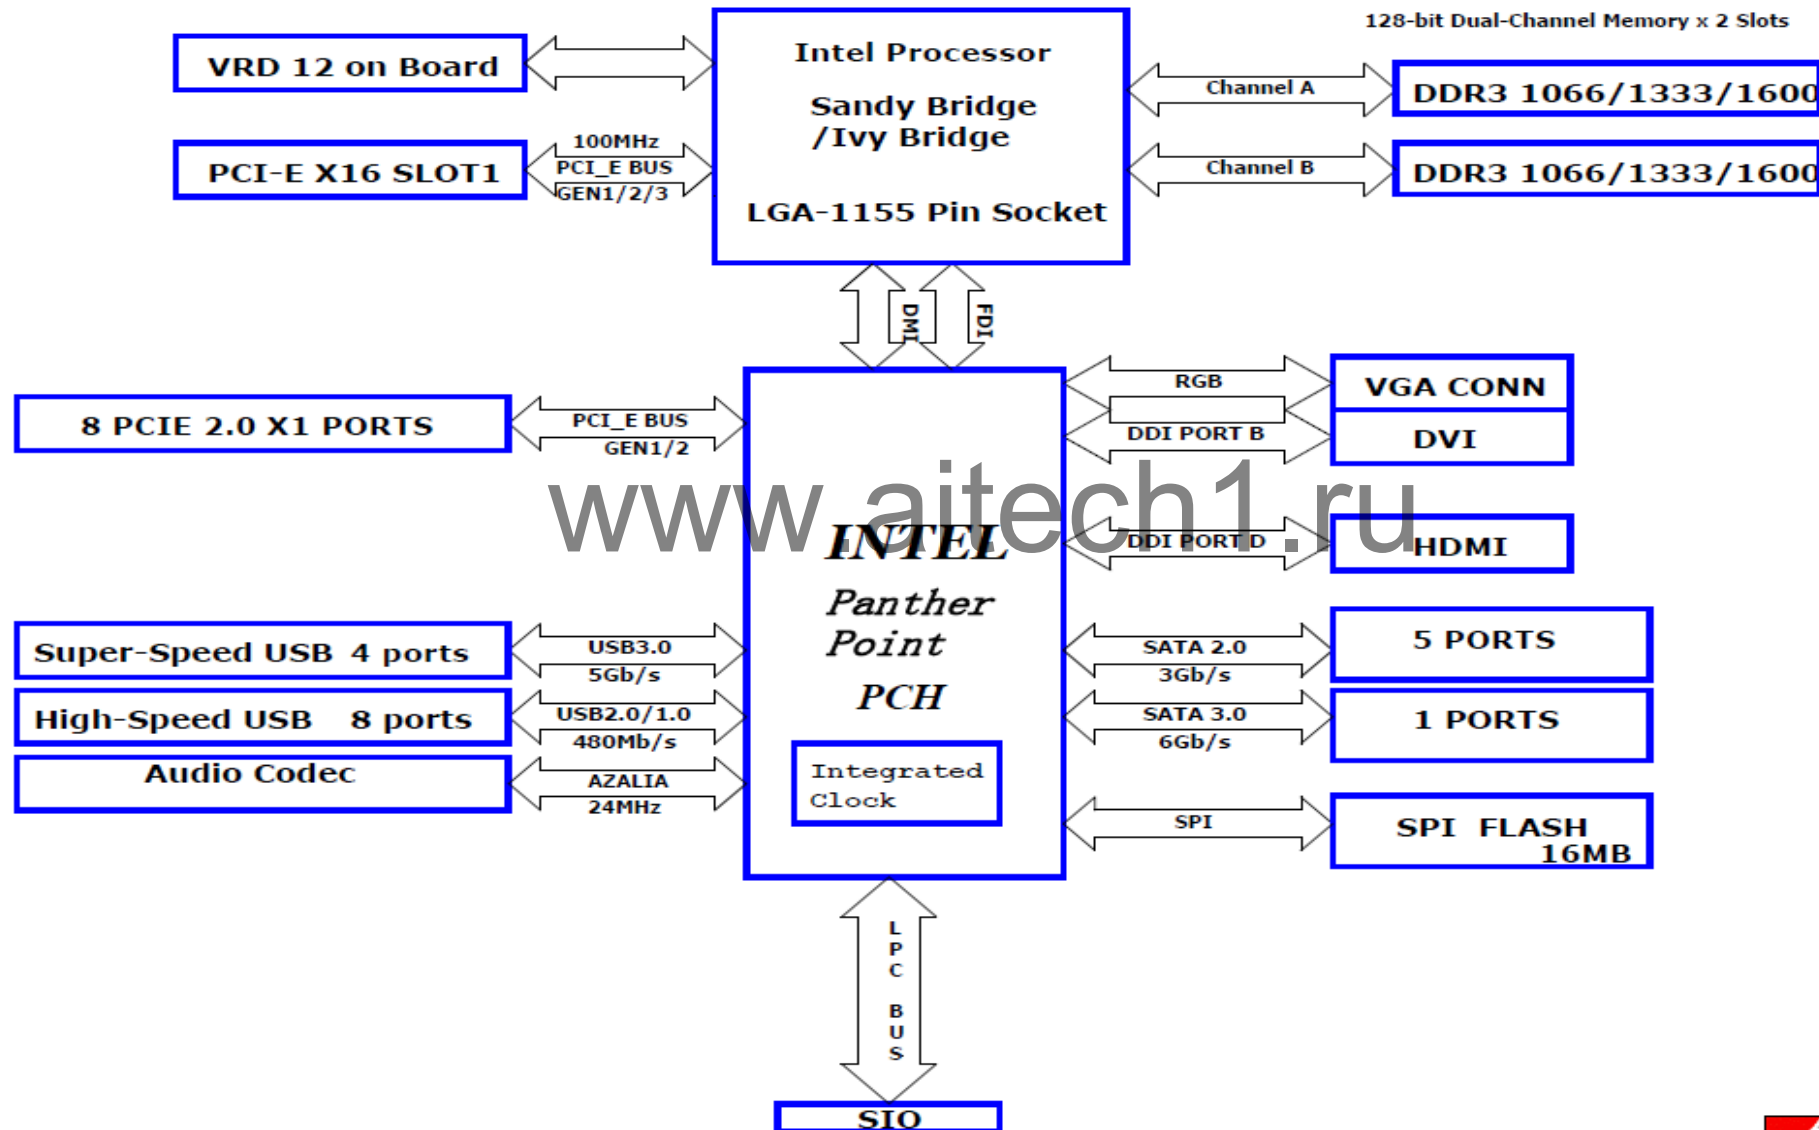 128-bit Dual-Channel Memory x 2 Slots
VRD 12 on Board
Intel Processor
Sandy Bridge
/Ivy Bridge
LGA-1155 Pin Socket
Channel A
DDR3 1066/1333/1600
PCI-E X16 SLOT1
100MHz
PCI_E BUS
GEN1/2/3
Channel B
DDR3 1066/1333/1600
DMI
FDI
8 PCIE 2.0 X1 PORTS
PCI_E BUS
GEN1/2
RGB
VGA CONN
DDI PORT B
DVI
www.aitech1.ru
DDI PORT D
HDMI
INTEL
Panther
Point
PCH
Integrated
Clock
Super-Speed USB 4 ports
USB3.0
5Gb/s
High-Speed USB 8 ports
USB2.0/1.0
480Mb/s
Audio Codec
AZALIA
24MHz
SATA 2.0
3Gb/s
5 PORTS
SATA 3.0
6Gb/s
1 PORTS
SPI
SPI FLASH
16MB
LPC BUS
SIO